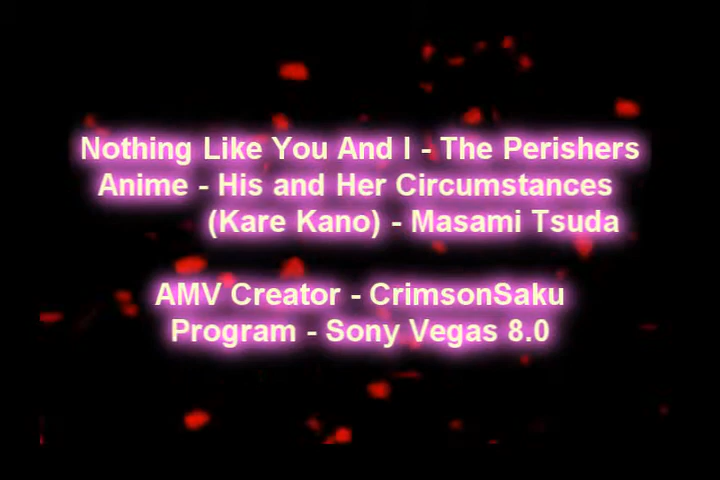 Nothing Like You And I - The Perishers
Anime - His and Her Circumstances
(Kare Kano) - Masami Tsuda
AMV Creator - CrimsonSaku
Program - Sony Vegas 8.0